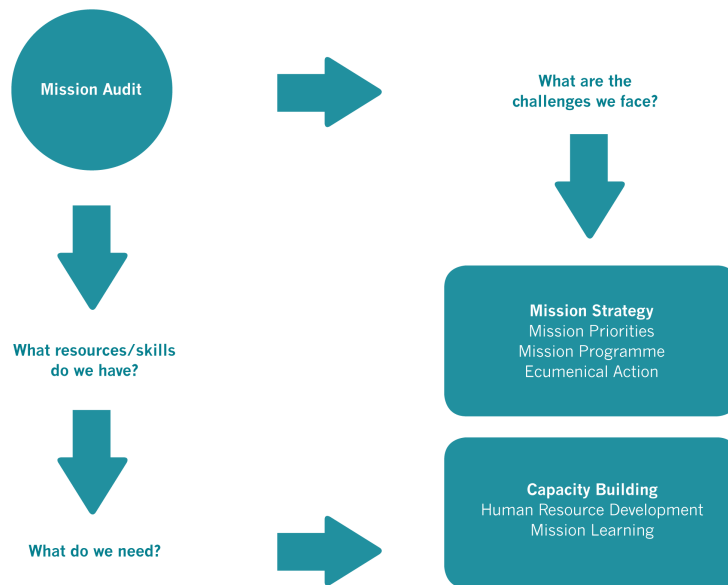 Mission Audit
What are the
challenges we face?
What resources/skills
do we have?
Mission Strategy
Mission Priorities
Mission Programme
Ecumenical Action
What do we need?
Capacity Building
Human Resource Development
Mission Learning